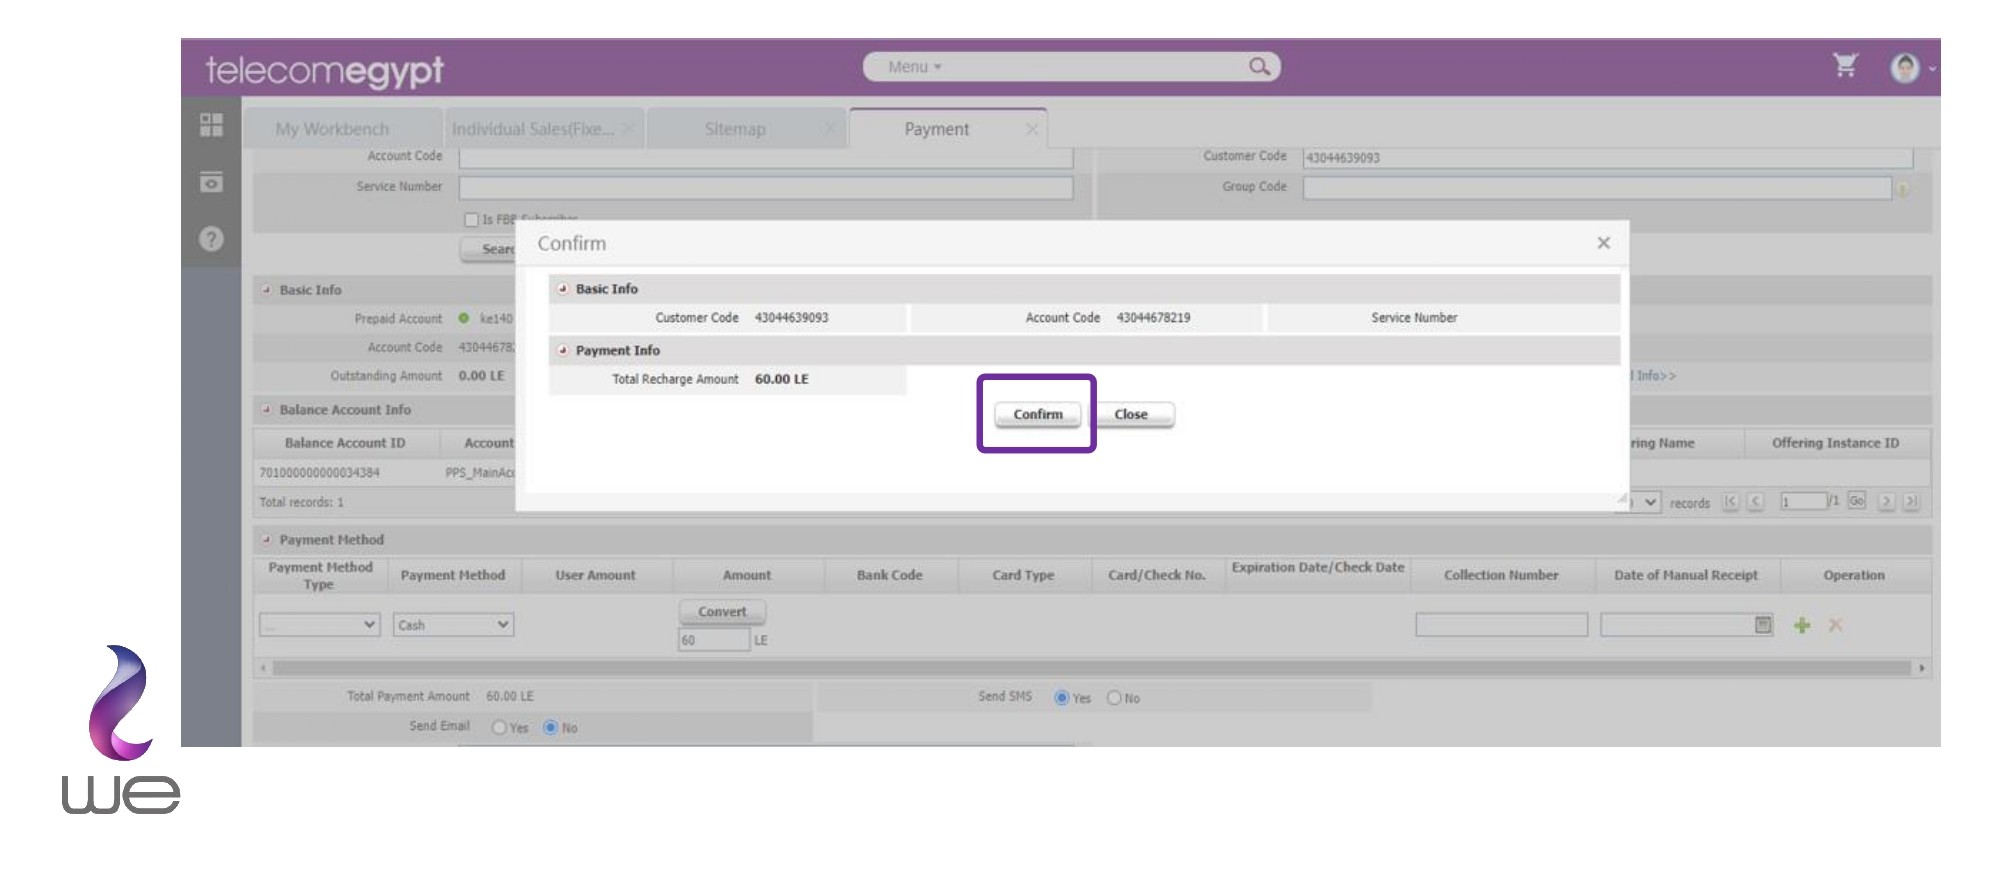 telecomegypt
Menu
My Workbench
Individual Sales(Fixe...
Sitemap
Payment
Account Code
Customer Code 43044639093
Service Number
Group Code
Is FBB Subscriber
Confirm
Basic Info
Customer Code 43044639093
Account Code 43044678219
Service Number
Payment Info
Total Recharge Amount 60.00 LE
Confirm
Close
Basic Info
Prepaid Account ke140
Account Code
Outstanding Amount 0.00 LE
Info>>
Balance Account Info
Balance Account ID
Account
Name
Offering Instance ID
701000000000034384
Total records: 1
records
1 /1 Go
Payment Method
Payment Method Type
Payment Method
User Amount
Amount
Bank Code
Card Type
Card/Check No.
Expiration Date/Check Date
Collection Number
Date of Manual Receipt
Operation
...
Cash
Convert
60 LE
Total Payment Amount 60.00 LE
Send SMS Yes No
Send Email Yes No
we